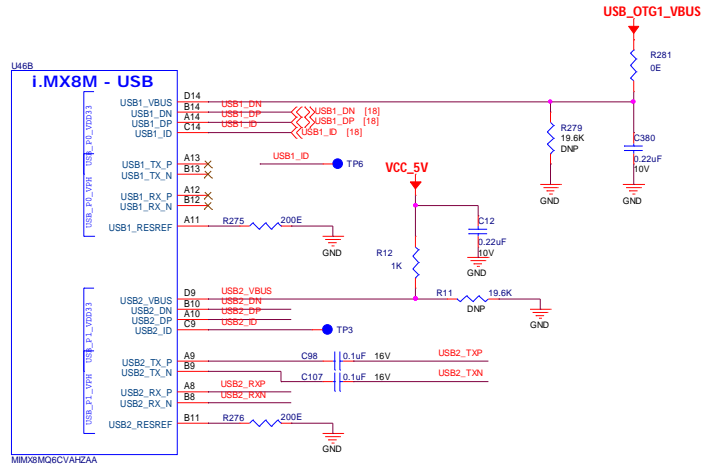 USB_OTG1_VBUS
R281
0E
U46B
i.MX8M - USB
USB_P0_VDD33
USB1_VBUS D14
USB1_DN B14 USB1_DN USB1_DN [18]
USB1_DP A14 USB1_DP USB1_DP [18]
USB1_ID C14 USB1_ID USB1_ID [18]
R279
19.6K
DNP
C380
0.22uF
10V
GND
GND
USB_P0_VPH
USB1_TX_P A13
USB1_TX_N B13
USB1_ID TP6
VCC_5V
USB1_RX_P A12
USB1_RX_N B12
USB1_RESREF A11 R275 200E
GND
C12
0.22uF
10V
GND
R12
1K
USB_P1_VDD33
USB2_VBUS D9 USB2_VBUS
USB2_DN B10 USB2_DN
USB2_DP A10 USB2_DP
USB2_ID C9 USB2_ID TP3
R11 19.6K
DNP
GND
USB_P1_VPH
USB2_TX_P A9 C98 0.1uF 16V USB2_TXP
USB2_TX_N B9 C107 0.1uF 16V USB2_TXN
USB2_RX_P A8 USB2_RXP
USB2_RX_N B8 USB2_RXN
USB2_RESREF B11 R276 200E
GND
MIMX8MQ6CVAHZAA